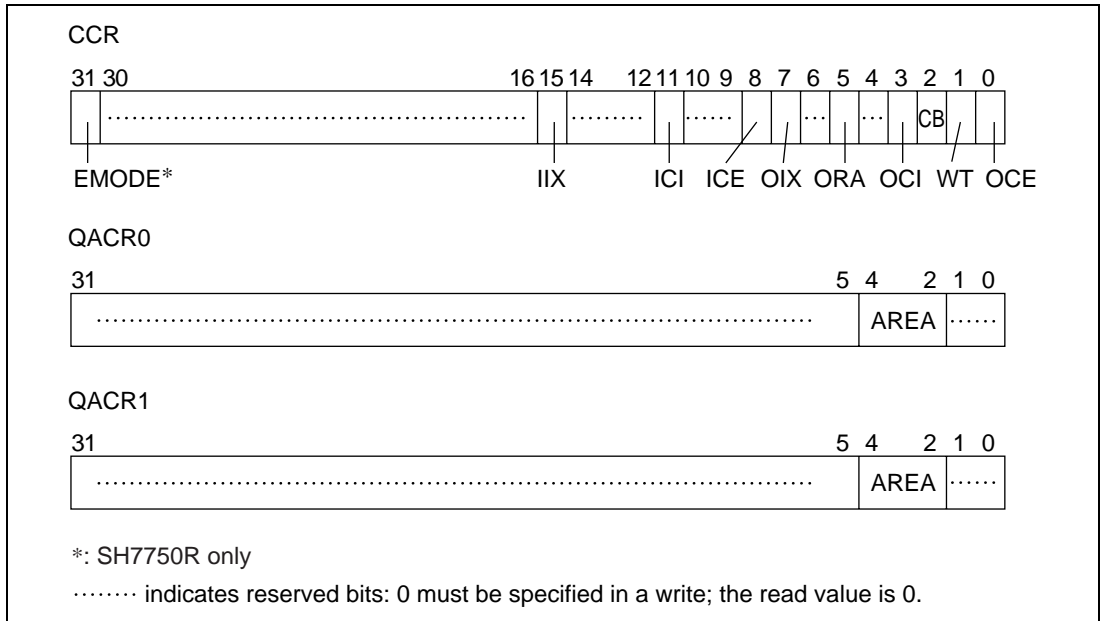 CCR
31 30 16 15 14 12 11 10 9 8 7 6 5 4 3 2 1 0
CB
EMODE* IIX ICI ICE OIX ORA OCI WT OCE
QACR0
31 5 4 2 1 0
AREA
QACR1
31 5 4 2 1 0
AREA
*: SH7750R only
········ indicates reserved bits: 0 must be specified in a write; the read value is 0.